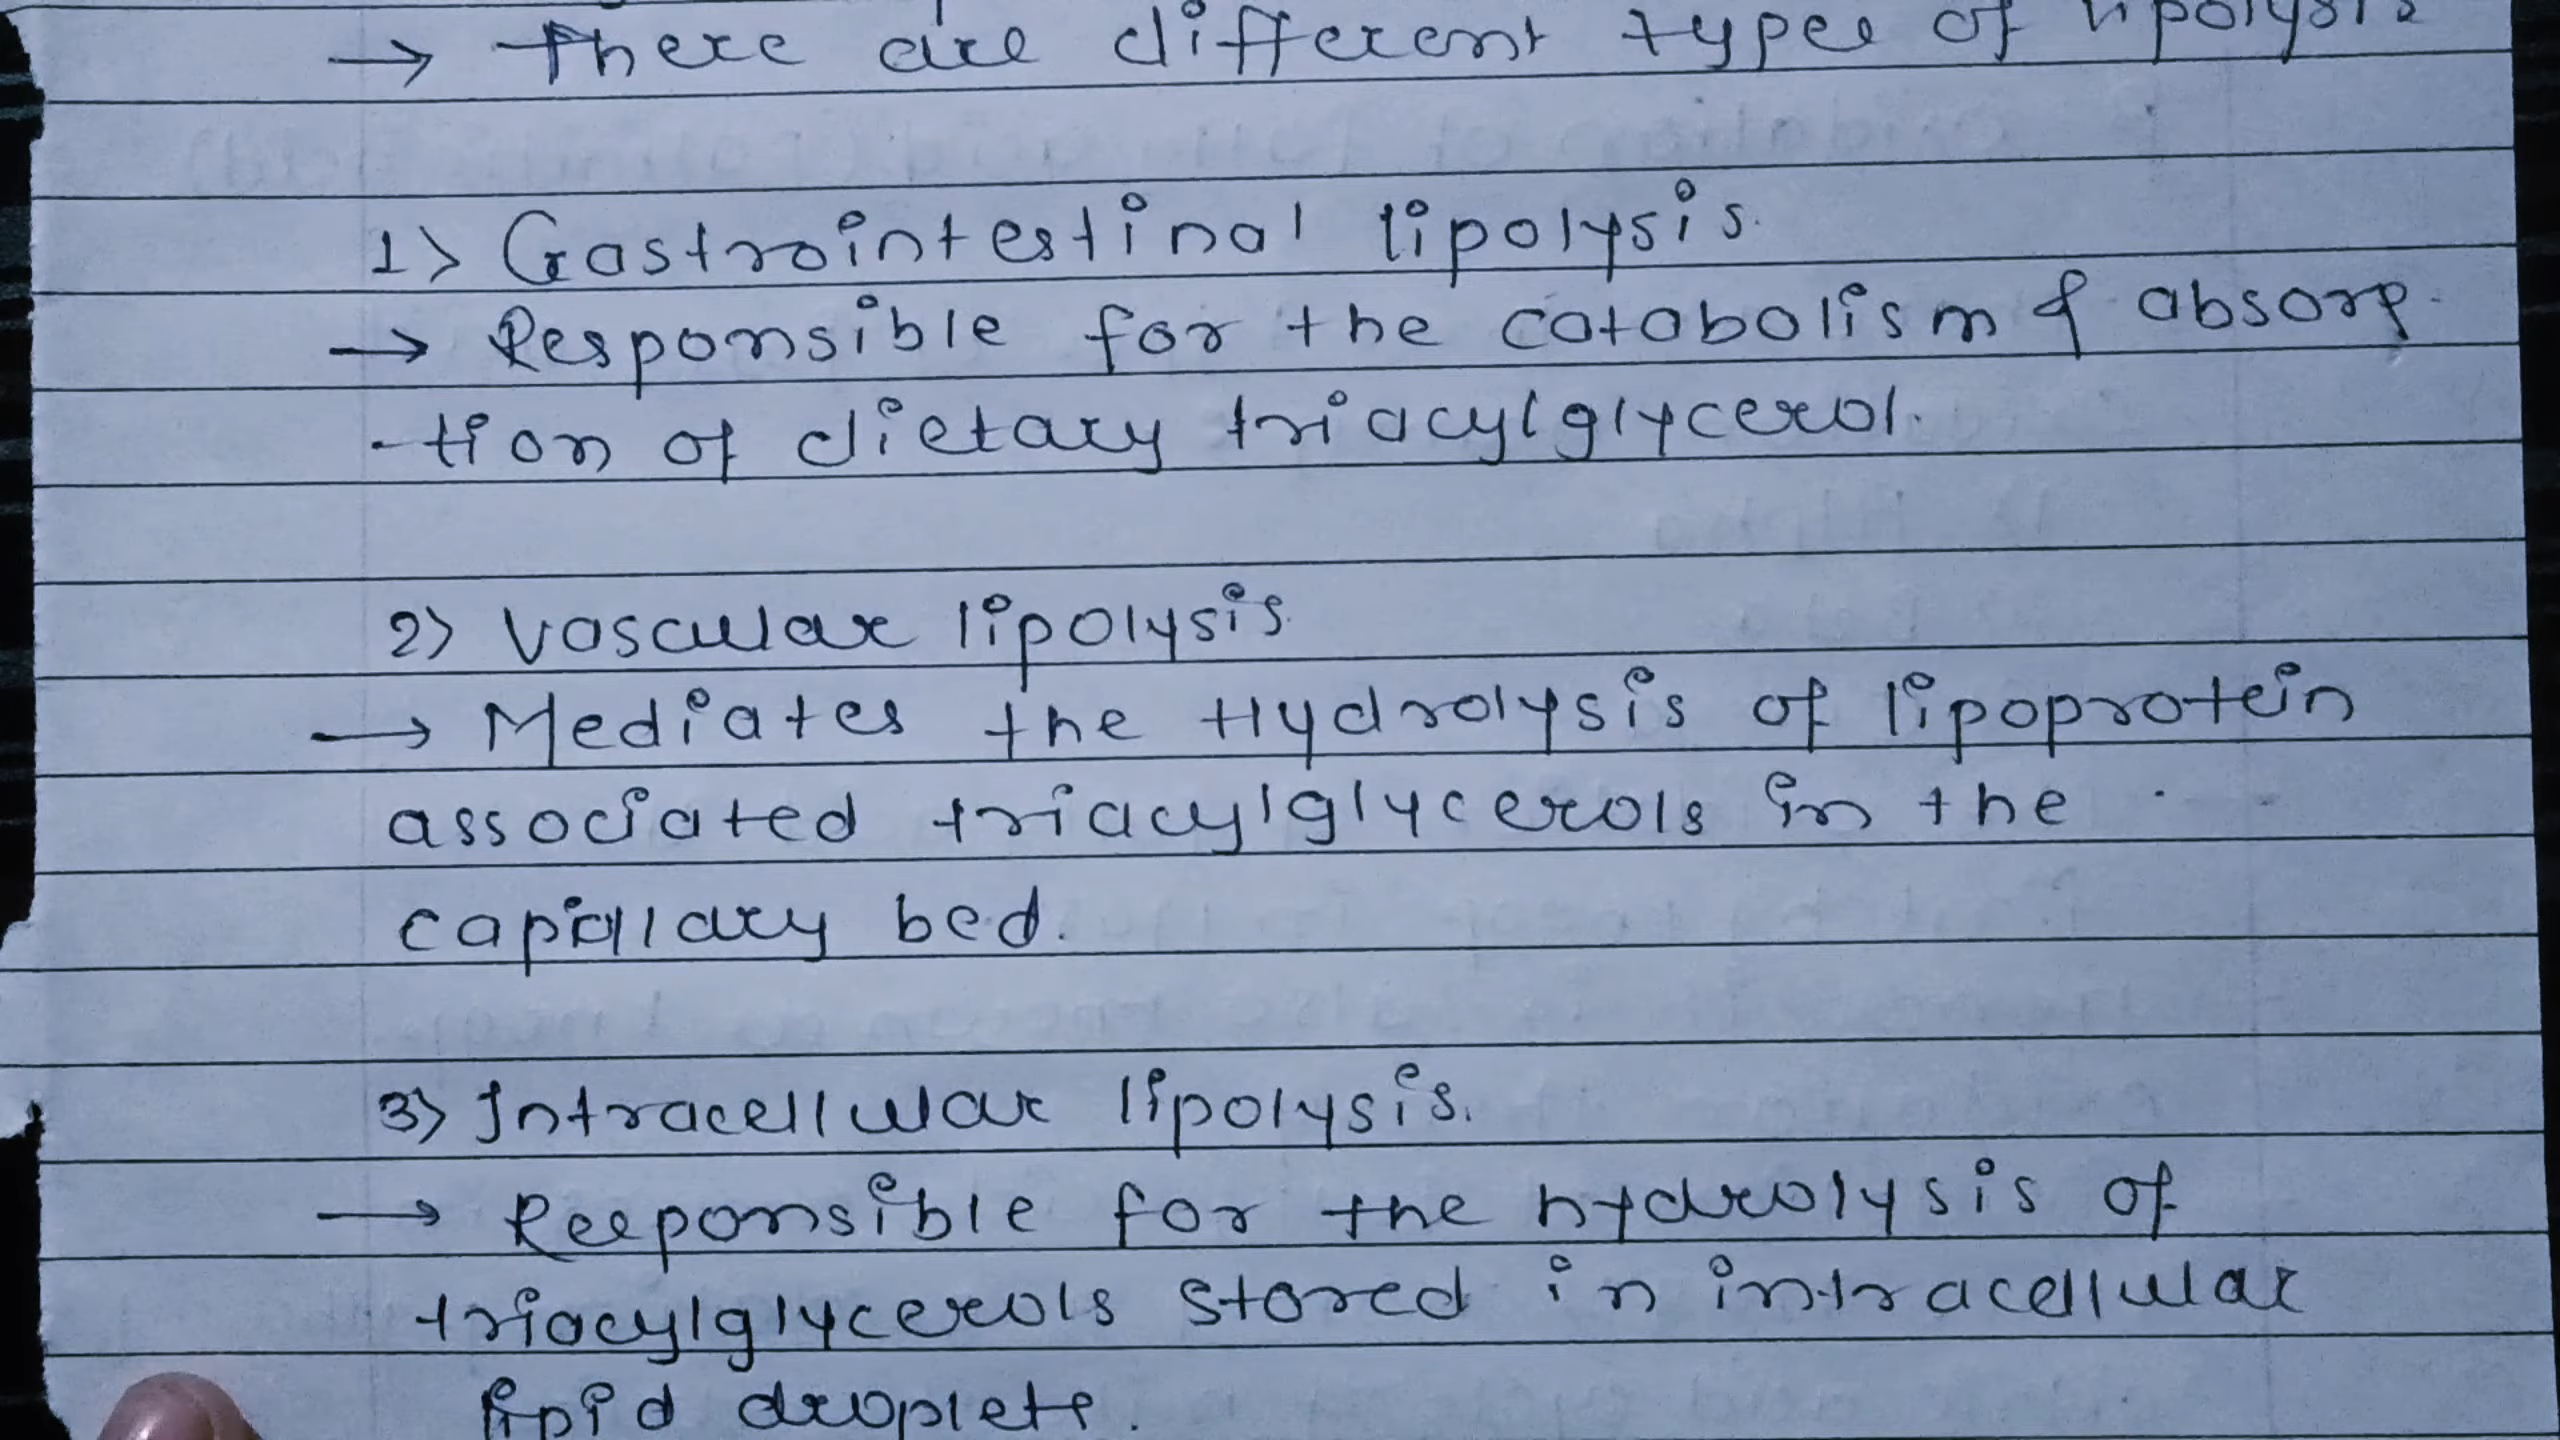 → There are different types of lipolysis
1> Gastrointestinal lipolysis.
→ Responsible for the catabolism & absorp-
-tion of dietary triacylglycerol.
2> Vascular lipolysis.
→ Mediates the Hydrolysis of lipoprotein
associated triacylglycerols in the
capillary bed.
3> Intracellular lipolysis.
→ Responsible for the hydrolysis of
triacylglycerols stored in intracellular
lipid droplets.